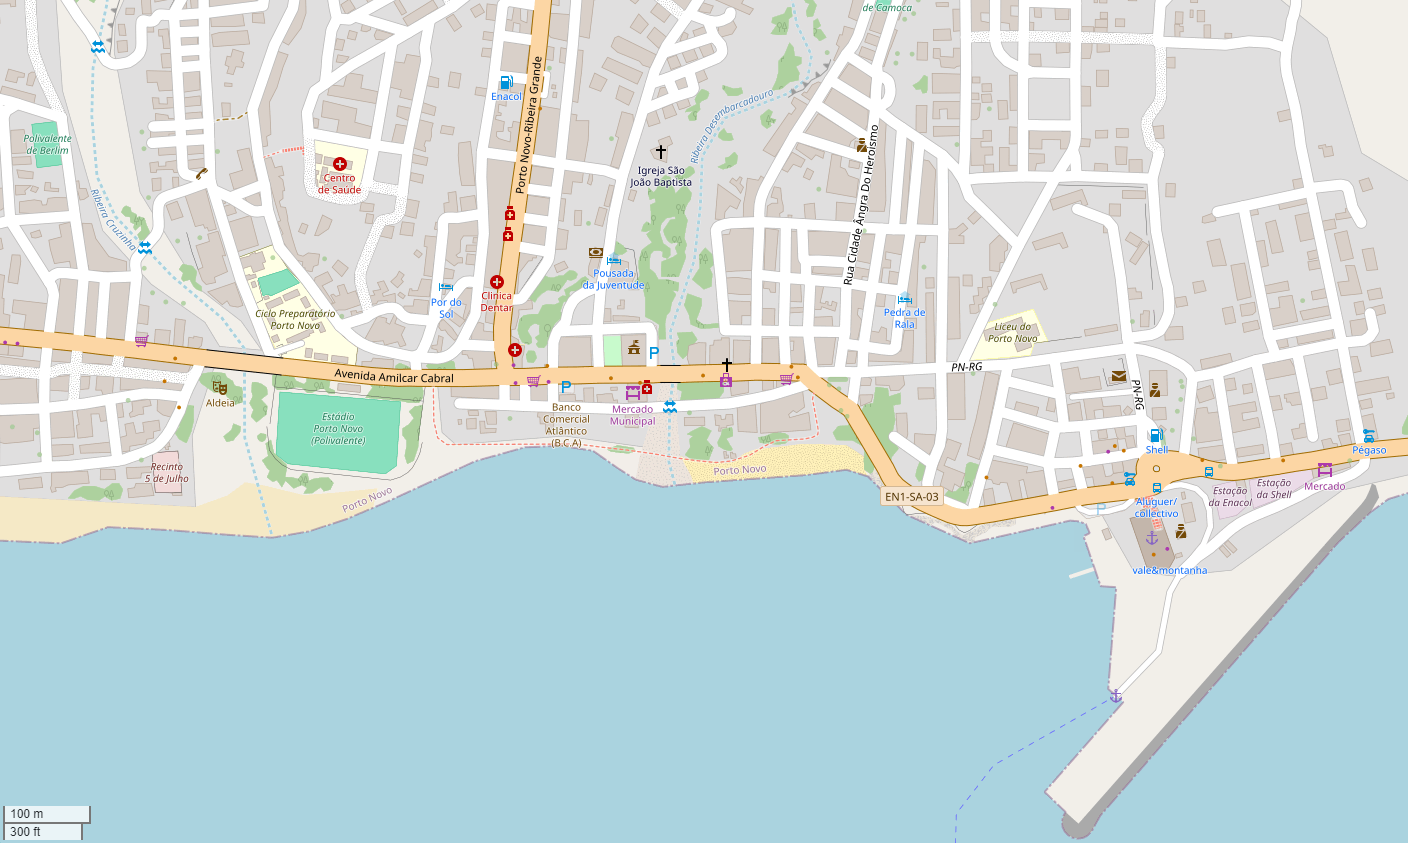 de Camoca
Enacol
Porto Novo-Ribeira Grande
Ribeira Desembarcadouro
Polivalente
de Berlim
Igreja São
João Baptista
Centro
de Saúde
Rua Cidade Ângra Do Heroísmo
Ribeira Cruzinha
Pousada
da Juventude
Clinica
Dentar
Por do
Sol
Pedra de
Rala
Ciclo Preparatório
Porto Novo
Liceu do
Porto Novo
PN-RG
Avenida Amilcar Cabral
PN-RG
Aldeia
P
P
Banco
Comercial
Atlântico
(B.C.A)
Mercado
Municipal
Estádio
Porto Novo
(Polivalente)
Shell
Pégaso
Recinto
5 de Julho
Porto Novo
Porto Novo
EN1-SA-03
Estação
da Enacol
Estação
da Shell
Mercado
P
Aluguer/
collectivo
vale&montanha
100 m
300 ft